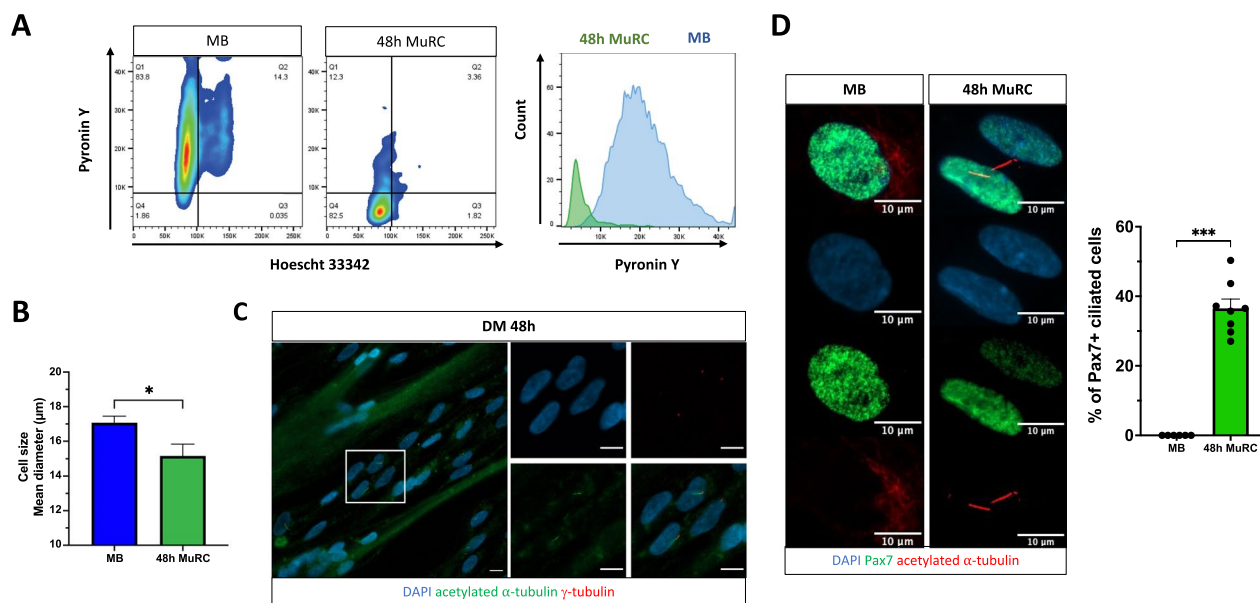 A
MB
48h MuRC
Q1
83.8
Q2
14.3
Q4
1.86
Q3
0.035
40K
30K
20K
10K
0
50K
100K
150K
200K
250K
Pyronin Y
Q1
12.3
Q2
3.36
Q4
82.5
Q3
1.82
40K
30K
20K
10K
0
50K
100K
150K
200K
250K
Hoescht 33342
48h MuRC MB
Count
60
40
20
0
10K
20K
30K
40K
Pyronin Y
B
Cell size
Mean diameter (µm)
20
18
16
14
12
10
*
MB
48h MuRC
C
DM 48h
DAPI acetylated α-tubulin γ-tubulin
D
MB
48h MuRC
10 µm
10 µm
10 µm
10 µm
10 µm
10 µm
10 µm
10 µm
DAPI Pax7 acetylated α-tubulin
% of Pax7+ ciliated cells
60
40
20
0
***
MB
48h MuRC